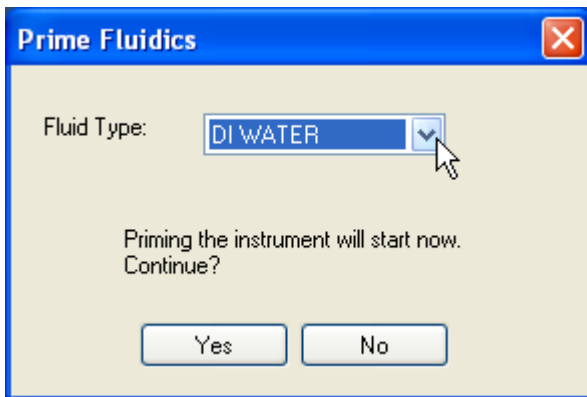 Prime Fluidics
Fluid Type:
DI WATER
Priming the instrument will start now.
Continue?
Yes
No